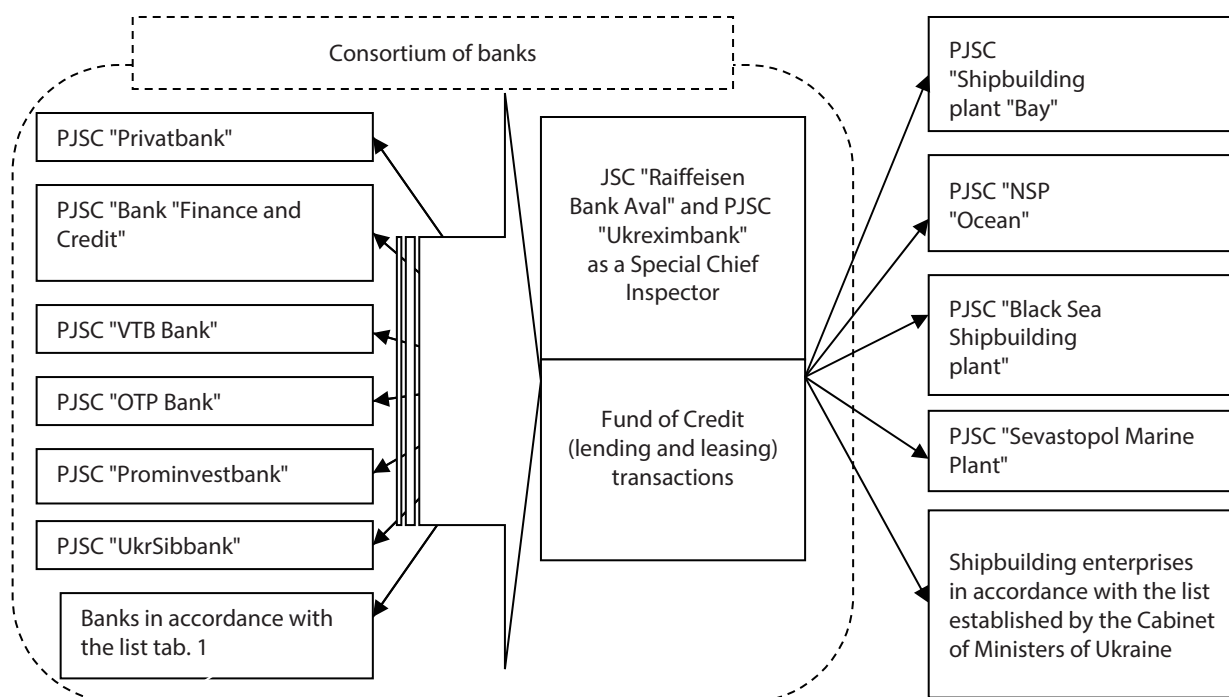 Consortium of banks
PJSC "Privatbank"
PJSC "Bank "Finance and
Credit"
PJSC "VTB Bank"
PJSC "OTP Bank"
PJSC "Prominvestbank"
PJSC "UkrSibbank"
Banks in accordance with
the list tab. 1
JSC "Raiffeisen
Bank Aval" and PJSC
"Ukreximbank"
as a Special Chief
Inspector
Fund of Credit
(lending and leasing)
transactions
PJSC
"Shipbuilding
plant "Bay"
PJSC "NSP
"Ocean"
PJSC "Black Sea
Shipbuilding
plant"
PJSC "Sevastopol Marine
Plant"
Shipbuilding enterprises
in accordance with the list
established by the Cabinet
of Ministers of Ukraine